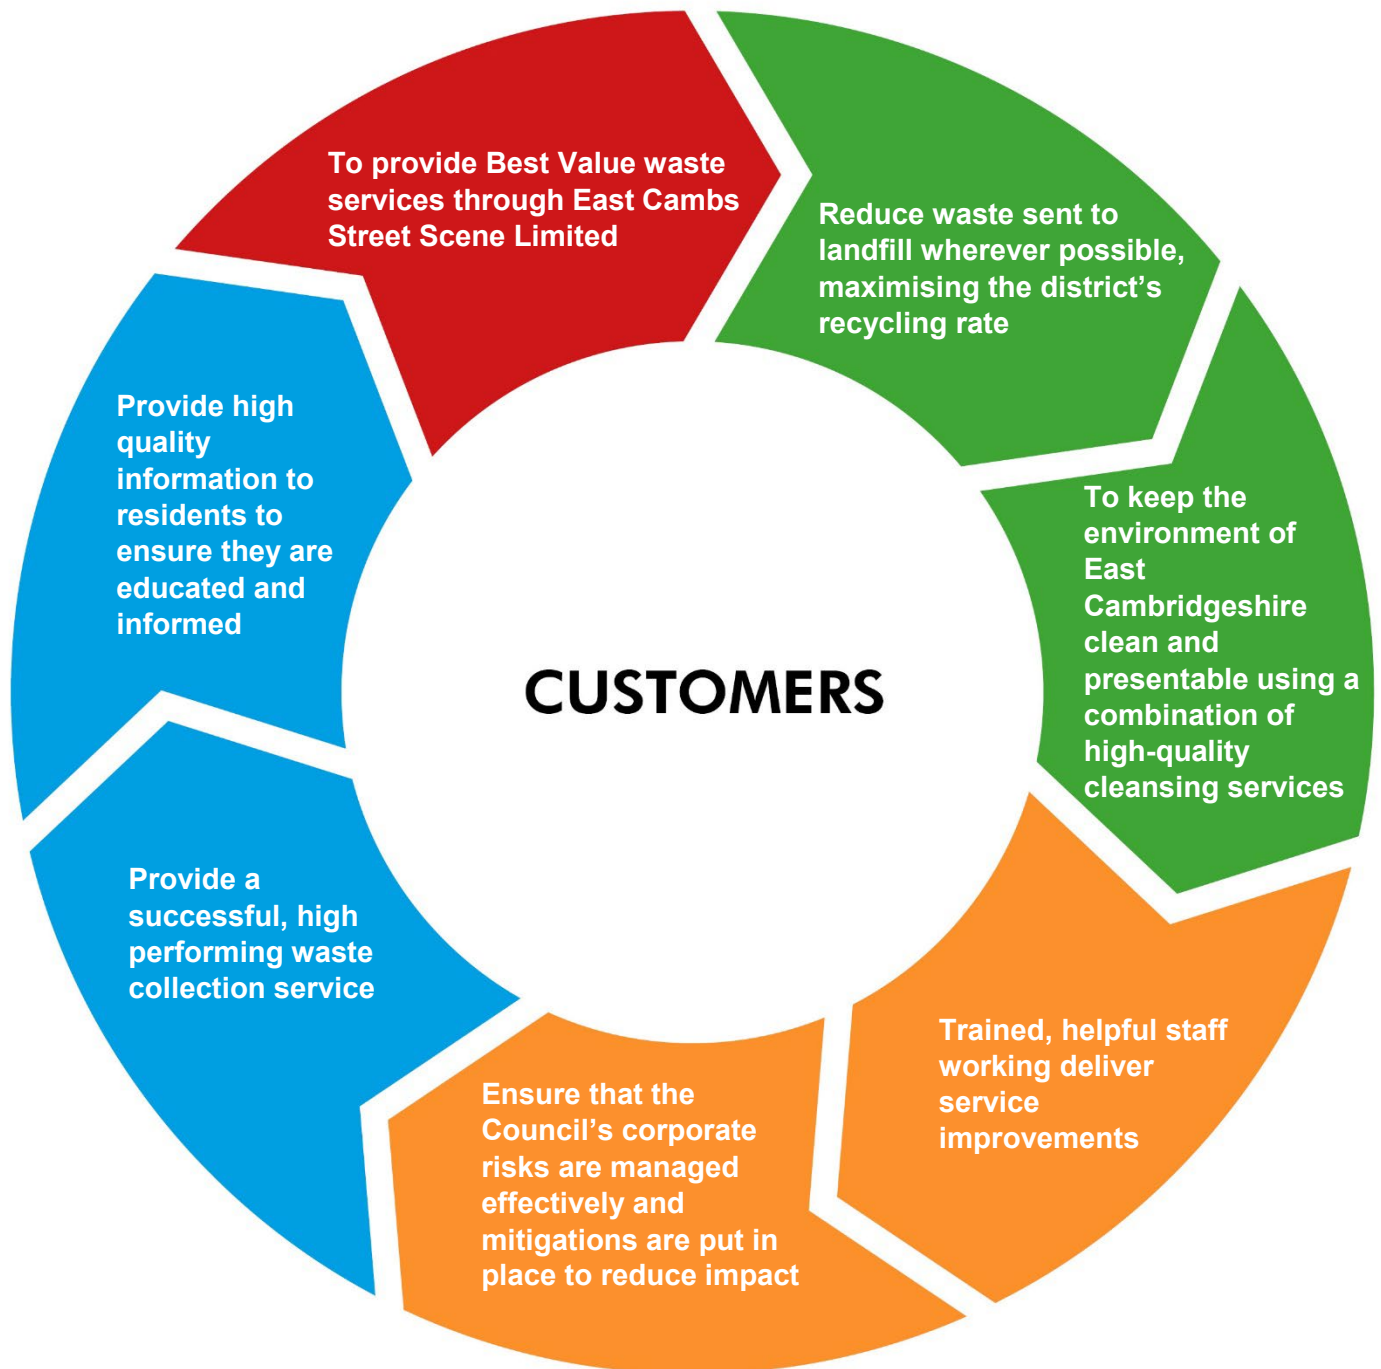 To provide Best Value waste
services through East Cambs
Street Scene Limited
Reduce waste sent to
landfill wherever possible,
maximising the district’s
recycling rate
To keep the
environment of
East
Cambridgeshire
clean and
presentable using a
combination of
high-quality
cleansing services
Trained, helpful staff
working deliver
service
improvements
Ensure that the
Council’s corporate
risks are managed
effectively and
mitigations are put in
place to reduce impact
Provide a
successful, high
performing waste
collection service
Provide high
quality
information to
residents to
ensure they are
educated and
informed
CUSTOMERS